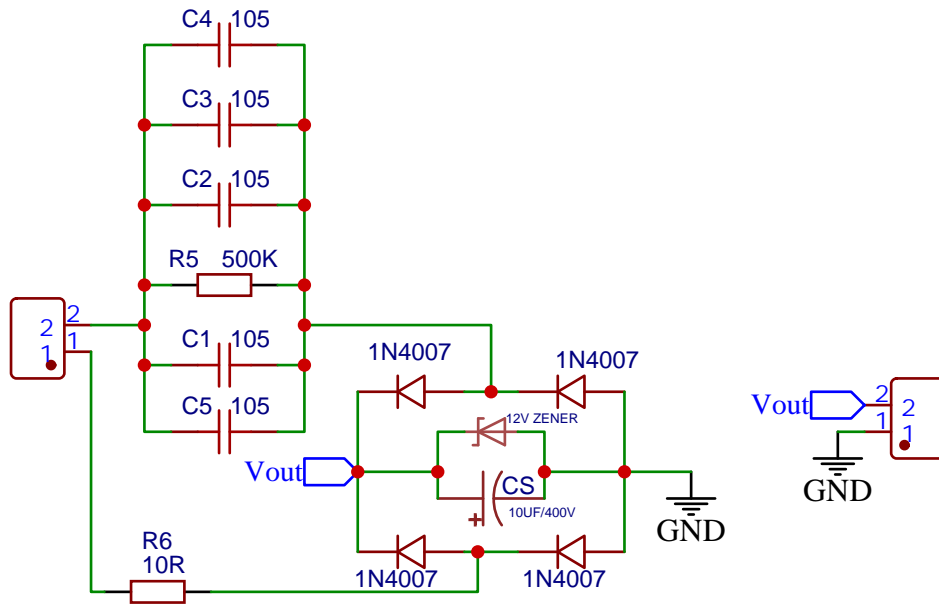 C4 105
C3 105
C2 105
R5 500K
2
2
1
1
C1 105
1N4007
1N4007
C5 105
12V ZENER
Vout
2
2
1
1
Vout
CS
10UF/400V
+
GND
GND
R6
10R
1N4007
1N4007